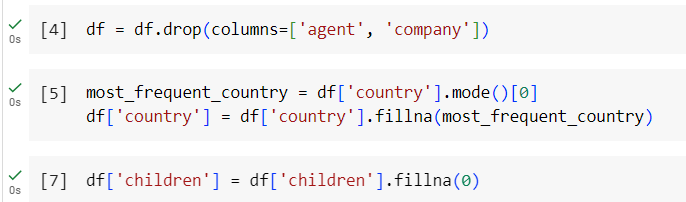 [4] df = df.drop(columns=['agent', 'company'])
0s
[5] most_frequent_country = df['country'].mode()[0]
0s
df['country'] = df['country'].fillna(most_frequent_country)
[7] df['children'] = df['children'].fillna(0)
0s